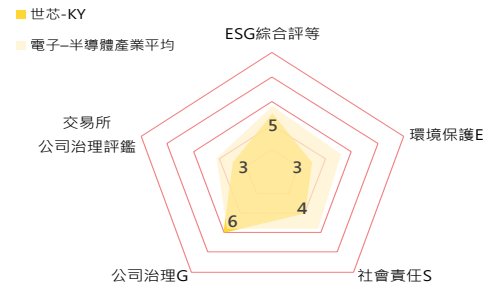 世芯-KY
電子–半導體產業平均
ESG綜合評等
5
交易所
公司治理評鑑
環境保護E
3
3
4
6
公司治理G
社會責任S